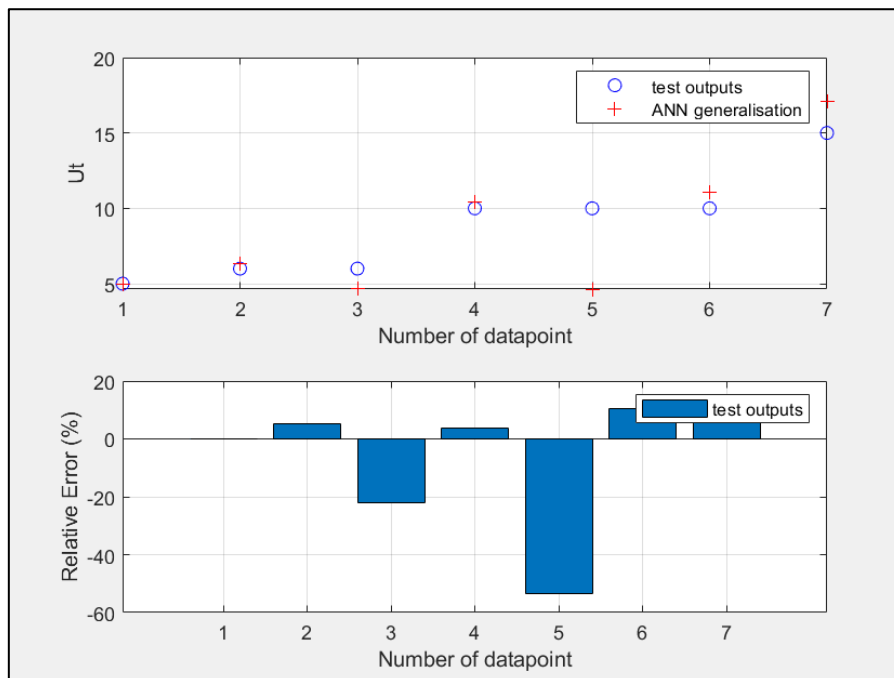 20
15
10
5
Ut
test outputs
ANN generalisation
1 2 3 4 5 6 7
Number of datapoint
20
0
-20
-40
-60
Relative Error (%)
test outputs
1 2 3 4 5 6 7
Number of datapoint